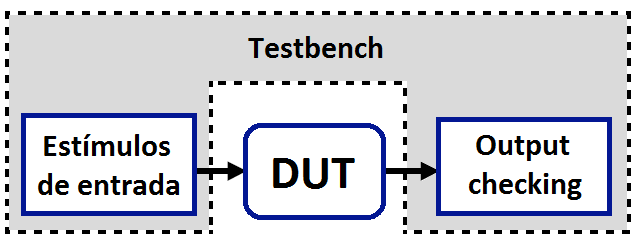 Testbench
Estímulos
de entrada
DUT
Output
checking